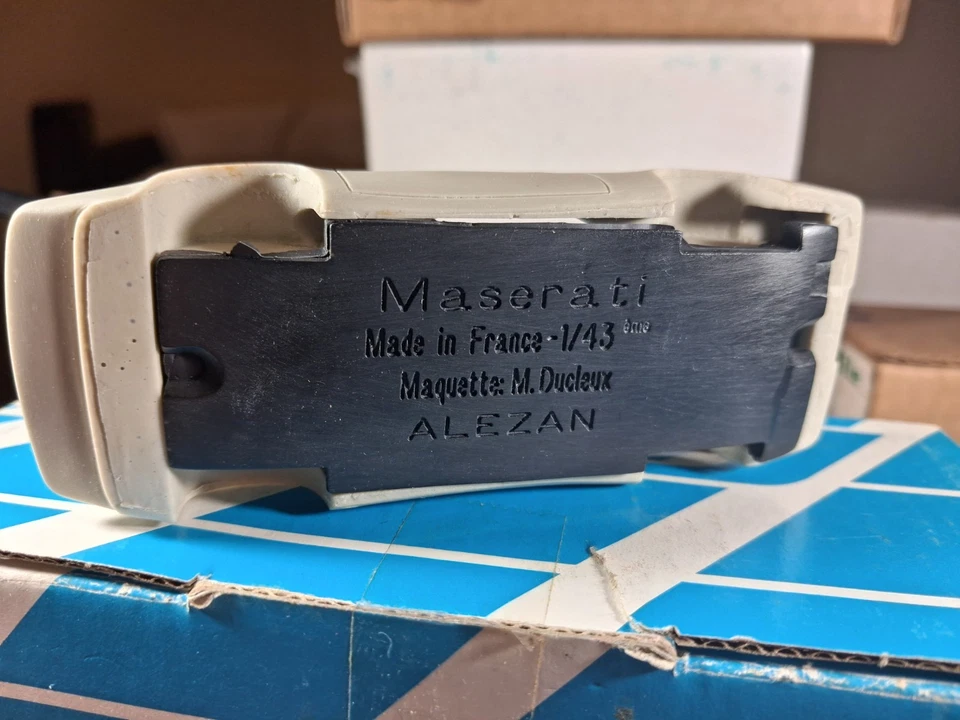 Maserati
Made in France - 1/43 ème
Maquette: M. Ducleux
ALEZAN